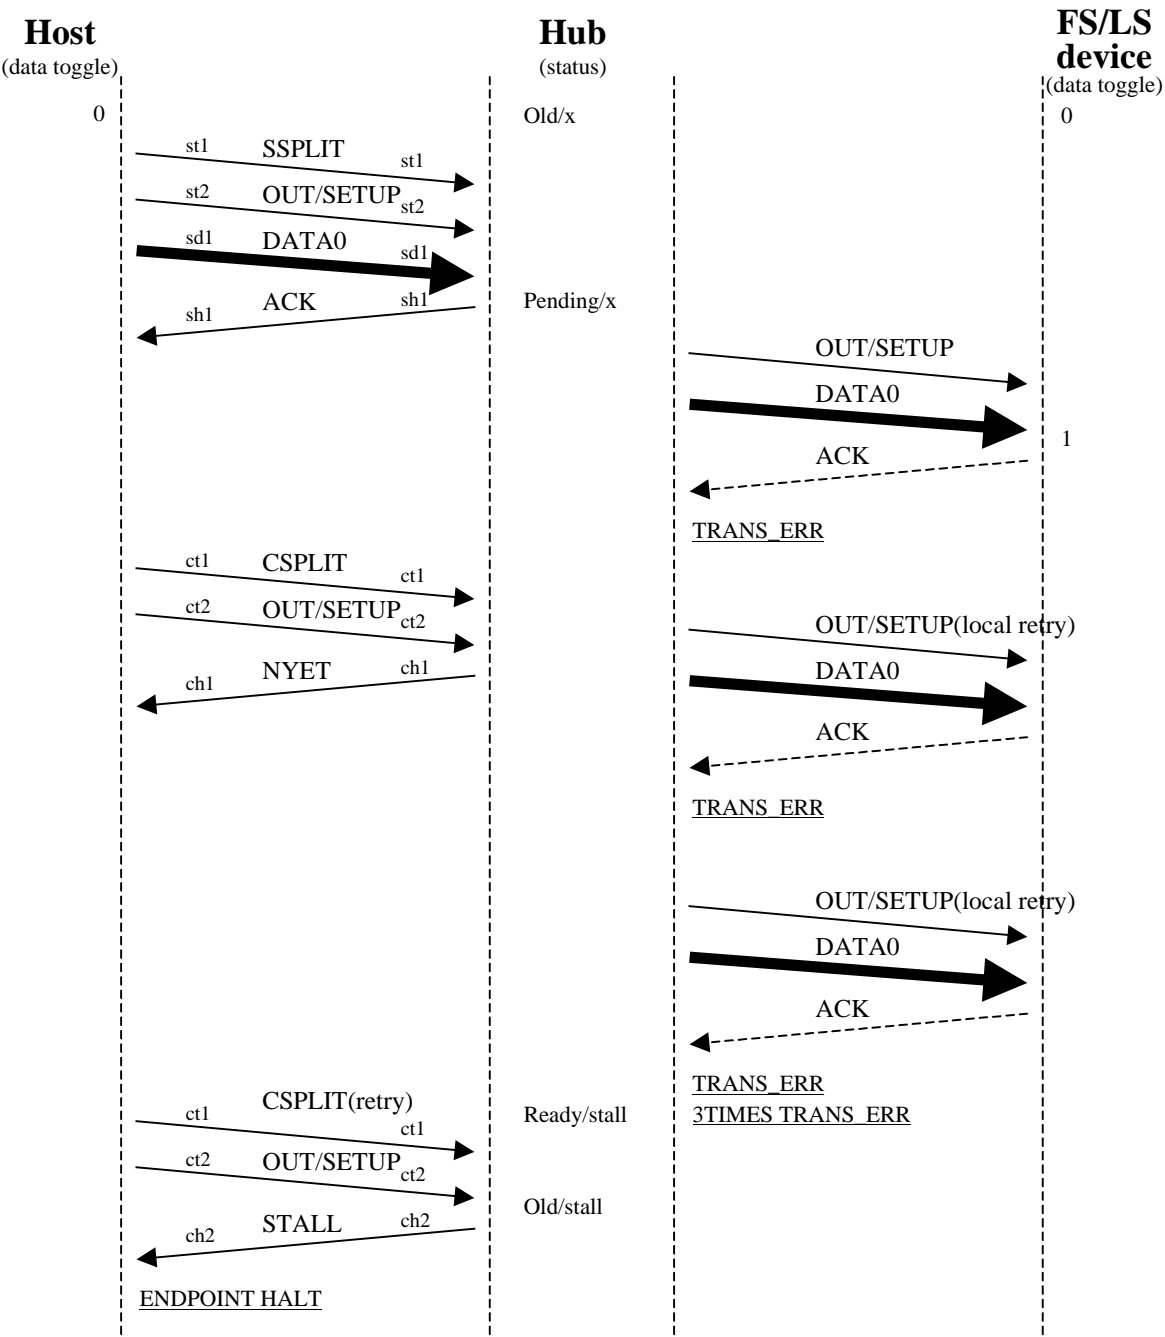 Host
(data toggle)
Hub
(status)
FS/LS
device
(data toggle)
0
Old/x
0
st1 SSPLIT st1
st2 OUT/SETUP st2
sd1 DATA0 sd1
sh1 ACK sh1
Pending/x
OUT/SETUP
DATA0
1
ACK
TRANS_ERR
ct1 CSPLIT ct1
ct2 OUT/SETUP ct2
ch1 NYET ch1
OUT/SETUP(local retry)
DATA0
ACK
TRANS_ERR
OUT/SETUP(local retry)
DATA0
ACK
TRANS_ERR
3TIMES TRANS_ERR
ct1 CSPLIT(retry) ct1
Ready/stall
ct2 OUT/SETUP ct2
Old/stall
ch2 STALL ch2
ENDPOINT HALT